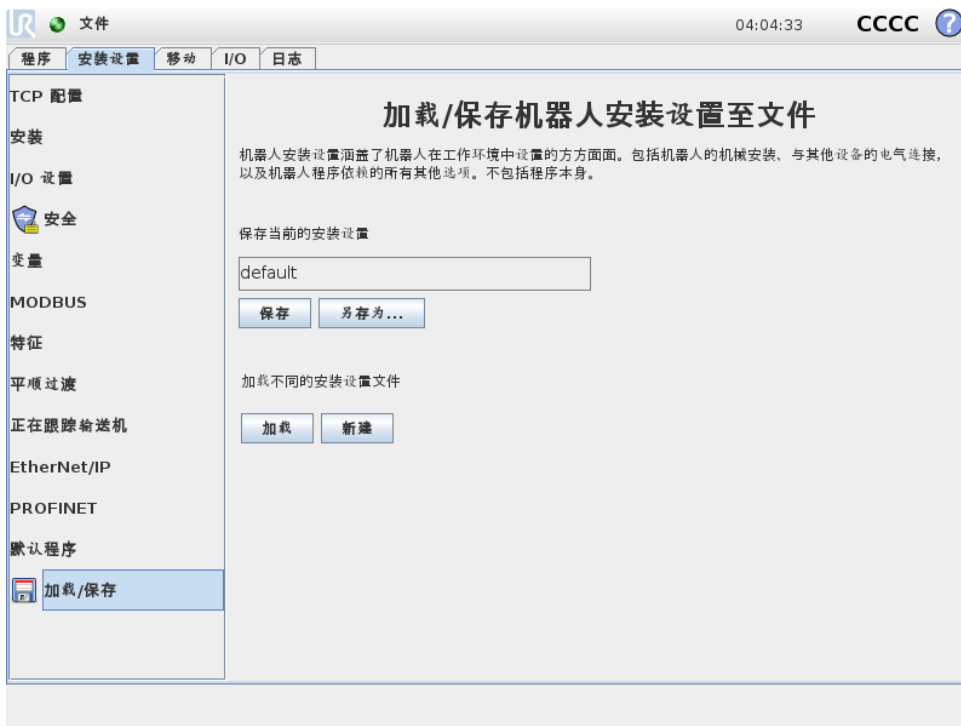 UR 文件 04:04:33 CCCC ?
程序 安装设置 移动 I/O 日志
TCP 配置
安装
I/O 设置
安全
变量
MODBUS
特征
平顺过渡
正在跟踪输送机
EtherNet/IP
PROFINET
默认程序
加载/保存
加载/保存机器人安装设置至文件
机器人安装设置涵盖了机器人在工作环境中设置的方方面面。包括机器人的机械安装、与其他设备的电气连接,
以及机器人程序依赖的所有其他选项。不包括程序本身。
保存当前的安装设置
default
保存 另存为...
加载不同的安装设置文件
加载 新建